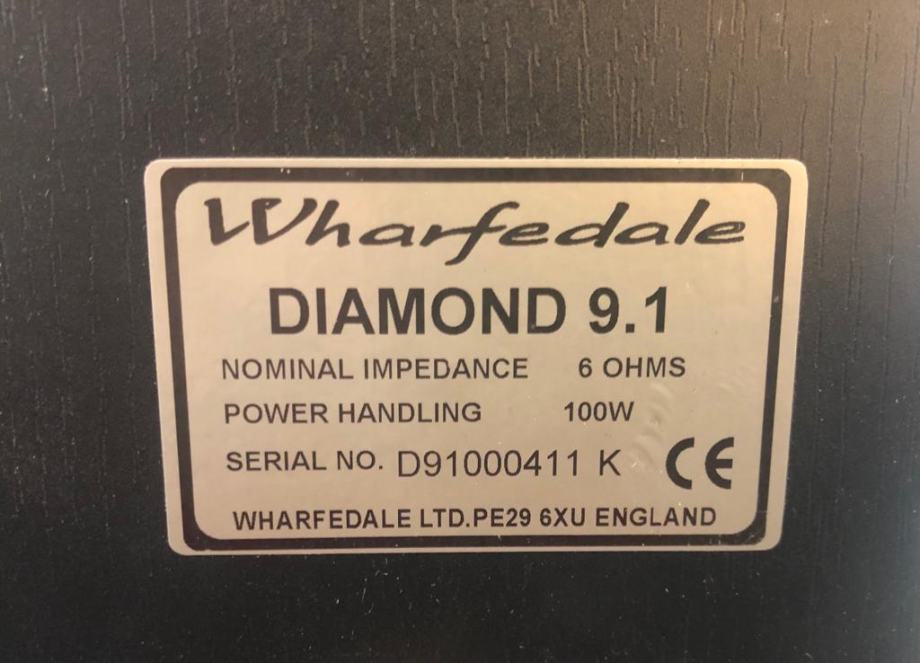 Wharfedale
DIAMOND 9.1
NOMINAL IMPEDANCE 6 OHMS
POWER HANDLING 100W
SERIAL NO. D91000411 K CE
WHARFEDALE LTD.PE29 6XU ENGLAND